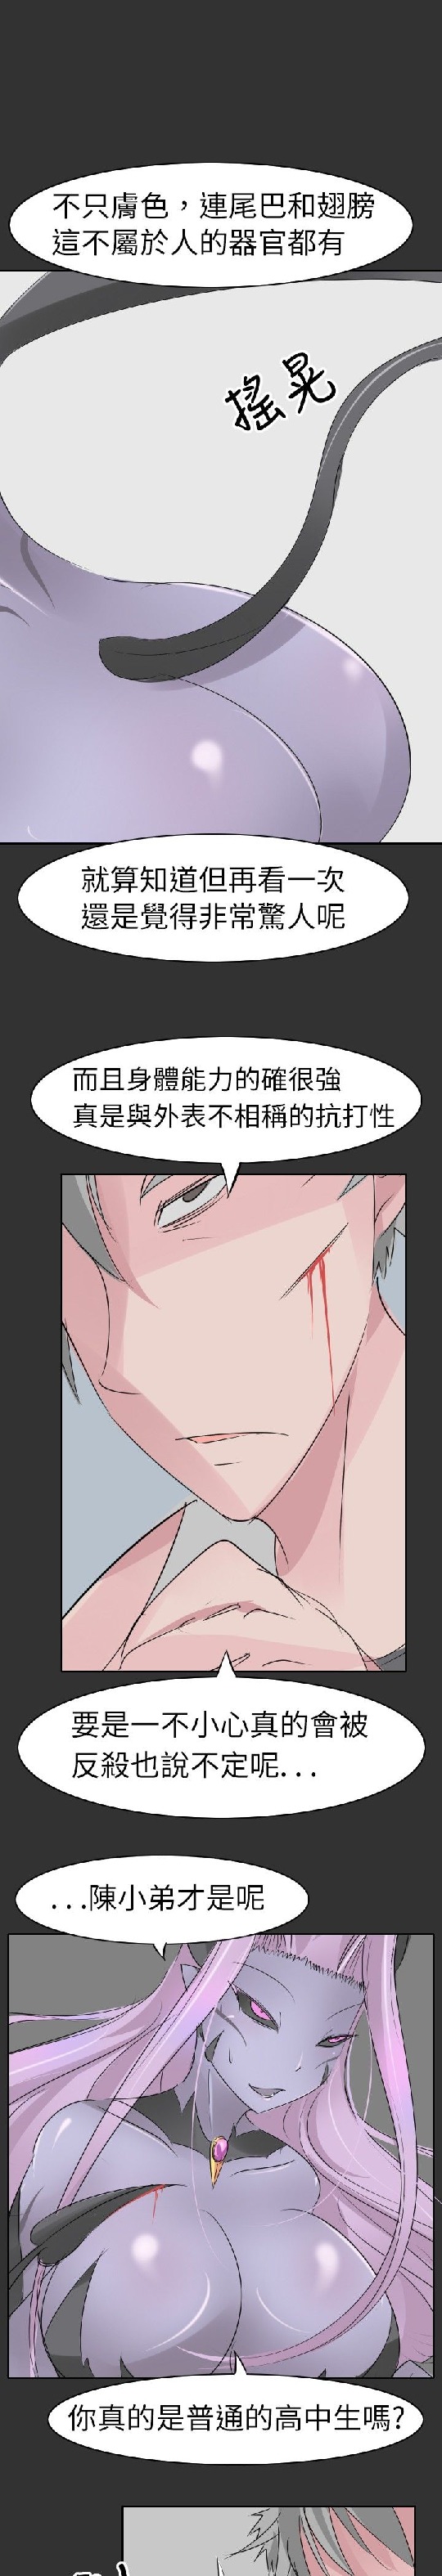 不只膚色，連尾巴和翅膀
這不屬於人的器官都有
搖晃
就算知道但再看一次
還是覺得非常驚人呢
而且身體能力的確很強
真是與外表不相稱的抗打性
要是一不小心真的會被
反殺也說不定呢...
...陳小弟才是呢
你真的是普通的高中生嗎?